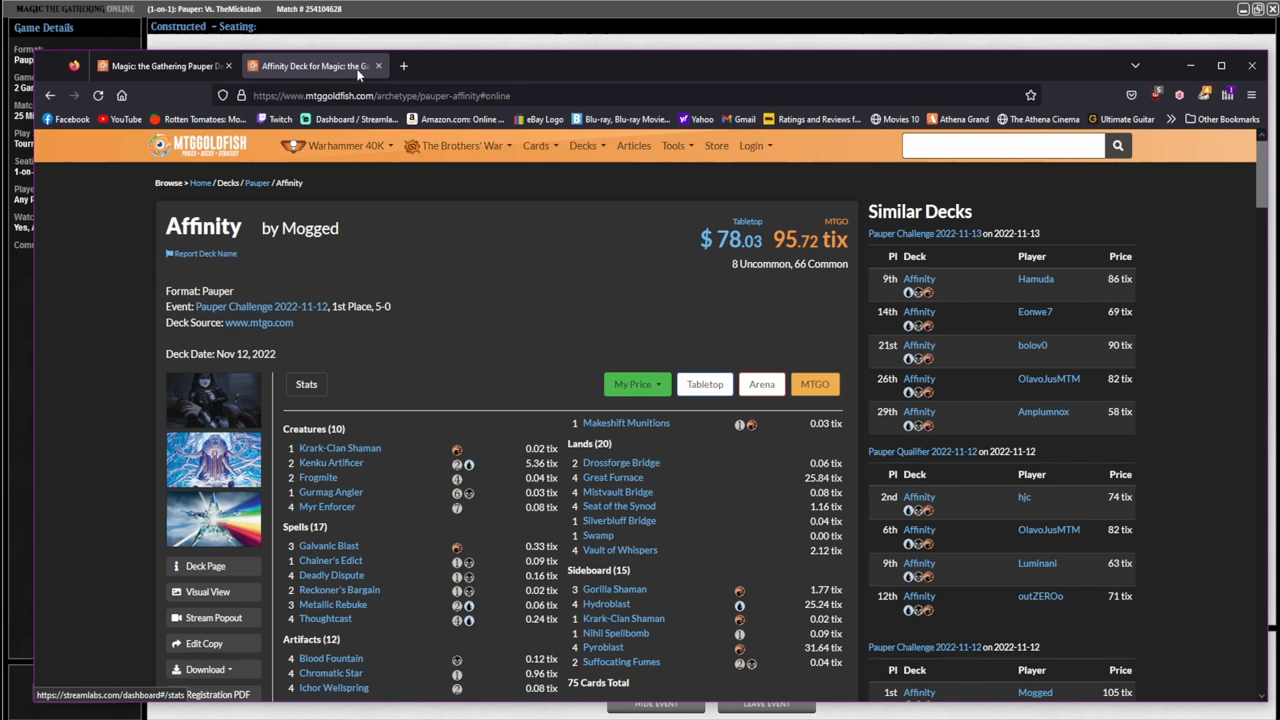 MAGIC THE GATHERING ONLINE (1-on-1): Pauper: Vs. TheMickslash Match # 254104628
Game Details
Constructed - Seating:
Magic: the Gathering Pauper D
Affinity Deck for Magic: the G
https://www.mtggoldfish.com/archetype/pauper-affinity#online
Facebook YouTube Rotten Tomatoes: Mo... Twitch Dashboard / Streamla... Amazon.com: Online ... eBay Logo Blu-ray, Blu-ray Movie... Yahoo Gmail Ratings and Reviews f... Movies 10 Athena Grand The Athena Cinema Ultimate Guitar Other Bookmarks
MTGGOLDFISH
PRICES • DECKS • STRATEGY
Warhammer 40K The Brothers' War Cards Decks Articles Tools Store Login
Browse > Home / Decks / Pauper / Affinity
Affinity by Mogged
Report Deck Name
Tabletop MTGO
$ 78.03 95.72 tix
8 Uncommon, 66 Common
Format: Pauper
Event: Pauper Challenge 2022-11-12, 1st Place, 5-0
Deck Source: www.mtgo.com
Deck Date: Nov 12, 2022
Stats
My Price Tabletop Arena MTGO
Creatures (10)
1 Krark-Clan Shaman 0.02 tix
2 Kenku Artificer 2 5.36 tix
2 Frogmite 4 0.04 tix
1 Gurmag Angler 6 0.03 tix
4 Myr Enforcer 7 0.08 tix
Spells (17)
3 Galvanic Blast 0.33 tix
1 Chainer's Edict 1 0.09 tix
4 Deadly Dispute 1 0.16 tix
2 Reckoner's Bargain 1 0.02 tix
3 Metallic Rebuke 2 0.06 tix
4 Thoughtcast 4 0.24 tix
Artifacts (12)
4 Blood Fountain 0.12 tix
4 Chromatic Star 1 0.96 tix
4 Ichor Wellspring 2 0.08 tix
1 Makeshift Munitions 1 0.03 tix
Lands (20)
2 Drossforge Bridge 0.06 tix
4 Great Furnace 25.84 tix
4 Mistvault Bridge 0.08 tix
4 Seat of the Synod 1.16 tix
1 Silverbluff Bridge 0.04 tix
1 Swamp 0.00 tix
4 Vault of Whispers 2.12 tix
Sideboard (15)
3 Gorilla Shaman 1.77 tix
4 Hydroblast 25.24 tix
1 Krark-Clan Shaman 0.02 tix
1 Nihil Spellbomb 1 0.09 tix
4 Pyroblast 31.64 tix
2 Suffocating Fumes 2 0.04 tix
75 Cards Total
Deck Page
Visual View
Stream Popout
Edit Copy
Download
Registration PDF
https://streamlabs.com/dashboard#/stats
Similar Decks
Pauper Challenge 2022-11-13 on 2022-11-13
Pl Deck Player Price
9th Affinity Hamuda 86 tix
14th Affinity Eonwe7 69 tix
21st Affinity bolov0 90 tix
26th Affinity OlavoJusMTM 82 tix
29th Affinity Amplumnox 58 tix
Pauper Qualifier 2022-11-12 on 2022-11-12
Pl Deck Player Price
2nd Affinity hjc 74 tix
6th Affinity OlavoJusMTM 82 tix
9th Affinity Luminani 63 tix
12th Affinity outZEROo 71 tix
Pauper Challenge 2022-11-12 on 2022-11-12
Pl Deck Player Price
1st Affinity Mogged 105 tix
HIDE EVENT LEAVE EVENT